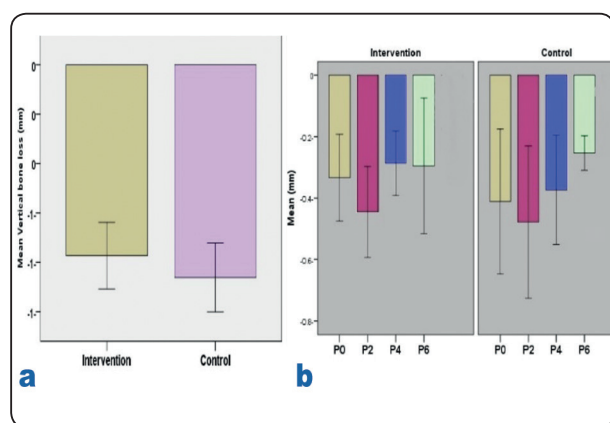 Mean Vertical bone loss (mm)
0
0
0
-1
-1
-1
Intervention
Control
a
Intervention
Control
Mean (mm)
0
-0.2
-0.4
-0.6
-0.8
P0 P2 P4 P6
P0 P2 P4 P6
b